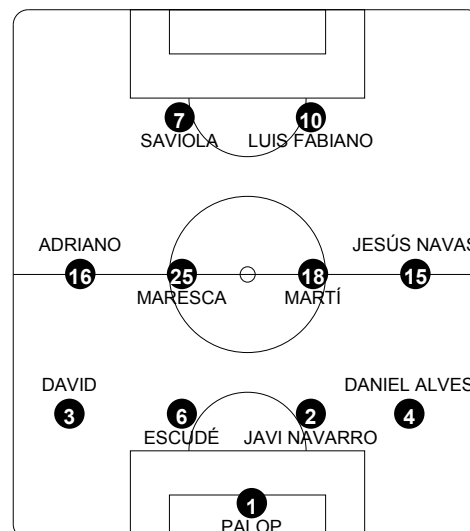 7 10
SAVIOLA LUIS FABIANO
ADRIANO JESÚS NAVAS
16 25 18 15
MARESCA MARTÍ
DAVID DANIEL ALVES
3 6 2 4
ESCUDÉ JAVI NAVARRO
1
PALOP